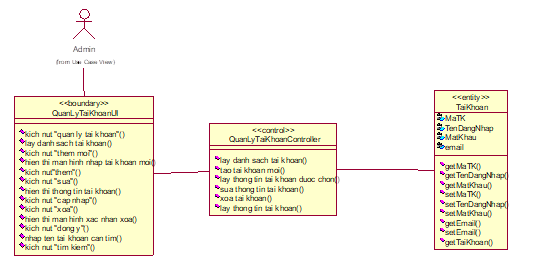 Admin
(from Use Case View)
<<boundary>>
QuanLyTaiKhoanUI
kich nut "quan ly tai khoan"()
lay danh sach tai khoan()
kich nut "them moi"()
hien thi man hinh nhap tai khoan moi()
kich nut"them"()
kich nut "sua"()
hien thi thong tin tai khoan()
kich nut "cap nhap"()
kich nut "xoa"()
hien thi man hinh xac nhan xoa()
kich nut "dong y"()
nhap ten tai khoan can tim()
kich nut "tim kiem"()
<<control>>
QuanLyTaiKhoanController
lay danh sach tai khoan()
tao tai khoan moi()
lay thong tin tai khoan duoc chon()
sua thong tin tai khoan()
xoa tai khoan()
lay thong tin tai khoan()
<<entity>>
TaiKhoan
MaTK
TenDangNhap
MatKhau
email
getMaTK()
getTenDangNhap()
getMatKhau()
setMaTK()
setTenDangNhap()
setMatKhau()
getEmail()
setEmail()
getTaiKhoan()